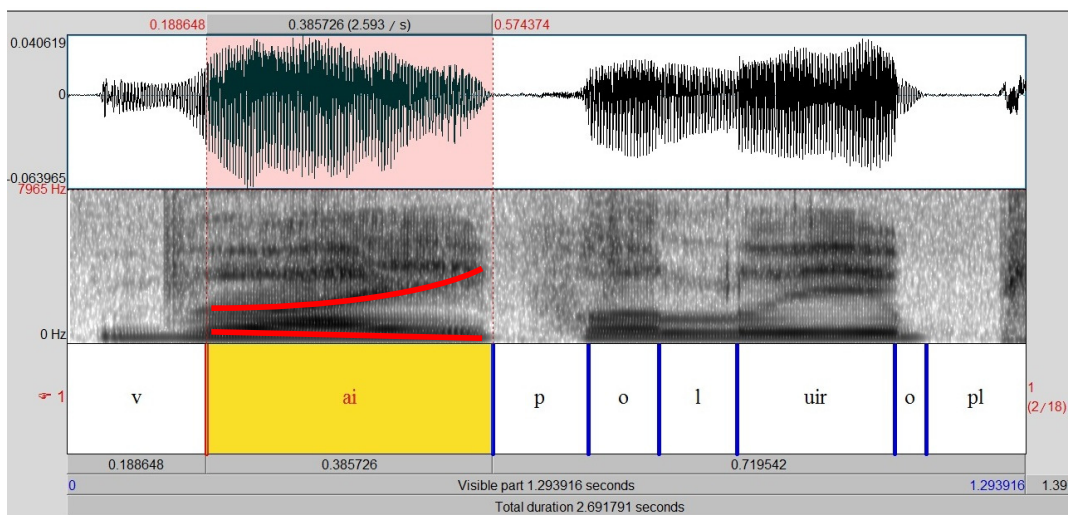 0.188648 0.385726 (2.593 / s) 0.574374
0.040619
0
-0.063965
7965 Hz
0 Hz
1 v ai p o l uir o pl 1
(2/18)
0.188648 0.385726 0.719542
0 Visible part 1.293916 seconds 1.293916 1.39
Total duration 2.691791 seconds